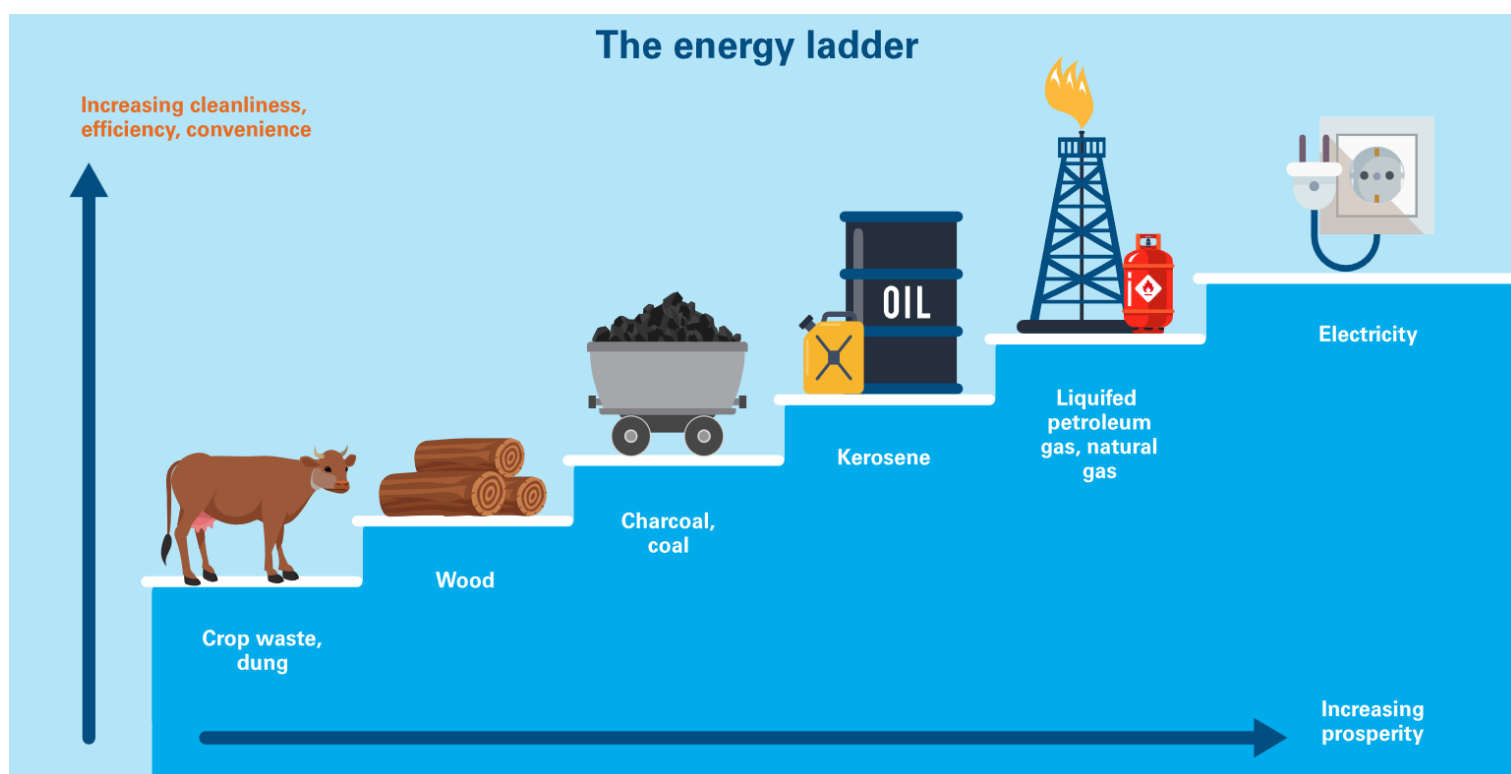 The energy ladder
Increasing cleanliness,
efficiency, convenience
OIL
Electricity
Liquifed
petroleum
gas, natural
gas
Kerosene
Charcoal,
coal
Wood
Crop waste,
dung
Increasing
prosperity